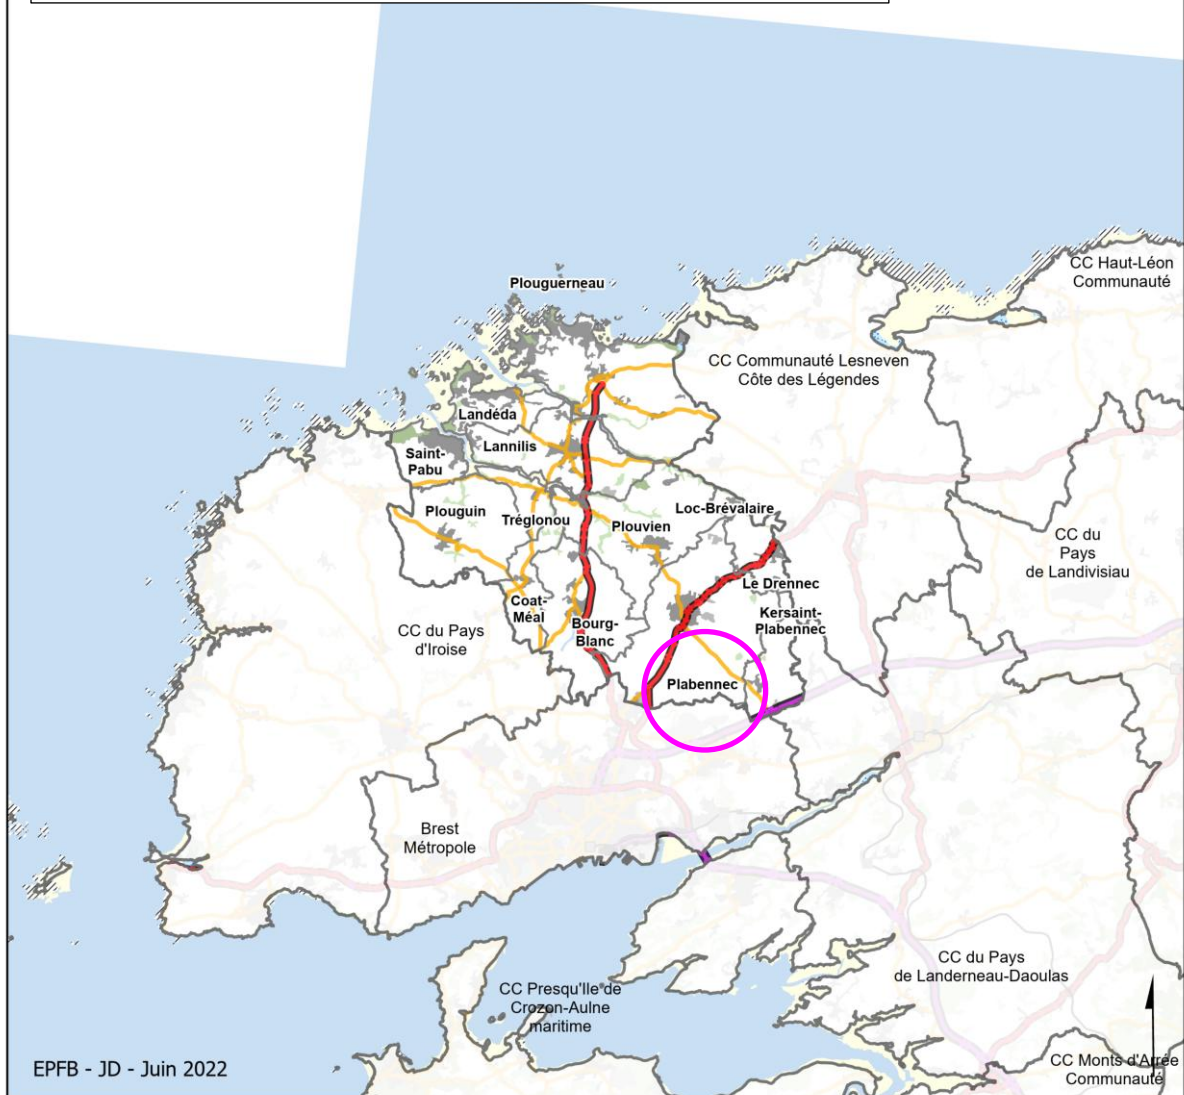 Plouguerneau
CC Haut-Léon
Communauté
CC Communauté Lesneven
Côte des Légendes
Landéda
Lannilis
Saint-
Pabu
Plouguin
Tréglonou
Plouvien
Loc-Brévalaire
CC du
Pays
de Landivisiau
Le Drennec
Coat-
Méal
Bourg-
Blanc
Kersaint-
Plabennec
CC du Pays
d'Iroise
Plabennec
Brest
Métropole
CC du Pays
de Landerneau-Daoulas
CC Presqu'Ile de
Crozon-Aulne
maritime
EPFB - JD - Juin 2022
CC Monts d'Arrée
Communauté